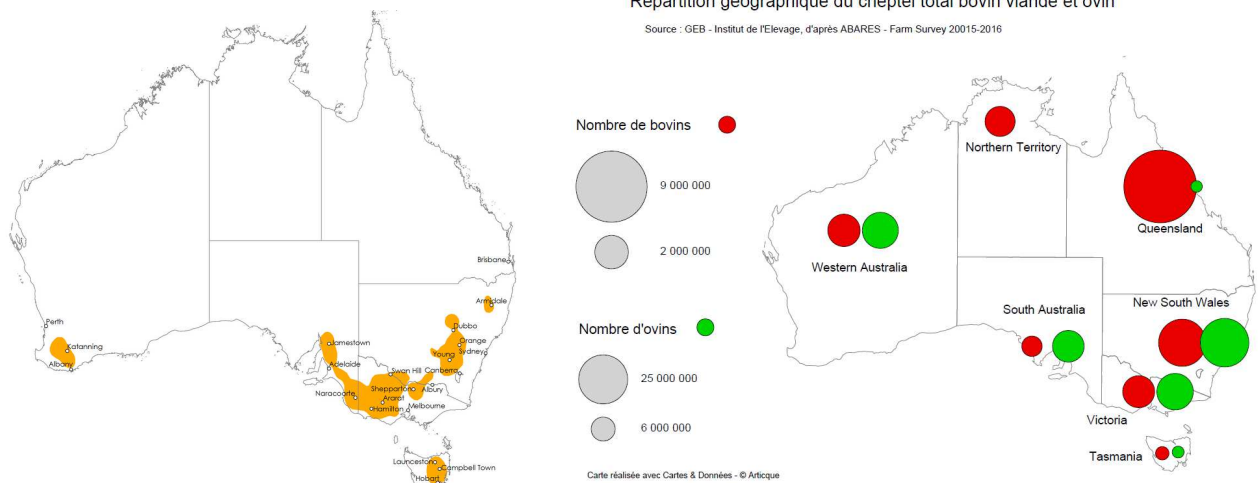 Répartition géographique du cheptel total bovin viande et ovin
Source : GEB - Institut de l'Elevage, d'après ABARES - Farm Survey 20015-2016
Brisbane
Armidale
Dubbo
Orange
Sydney
Young
Canberra
Perth
Katanning
Albany
Jamestown
Adelaide
Swan Hill
Shepparton
Albury
Naracoorte
Ararat
Hamilton
Melbourne
Launceston
Campbell Town
Hobart
Nombre de bovins
9 000 000
2 000 000
Nombre d'ovins
25 000 000
6 000 000
Carte réalisée avec Cartes & Données - © Articque
Northern Territory
Queensland
Western Australia
South Australia
New South Wales
Victoria
Tasmania